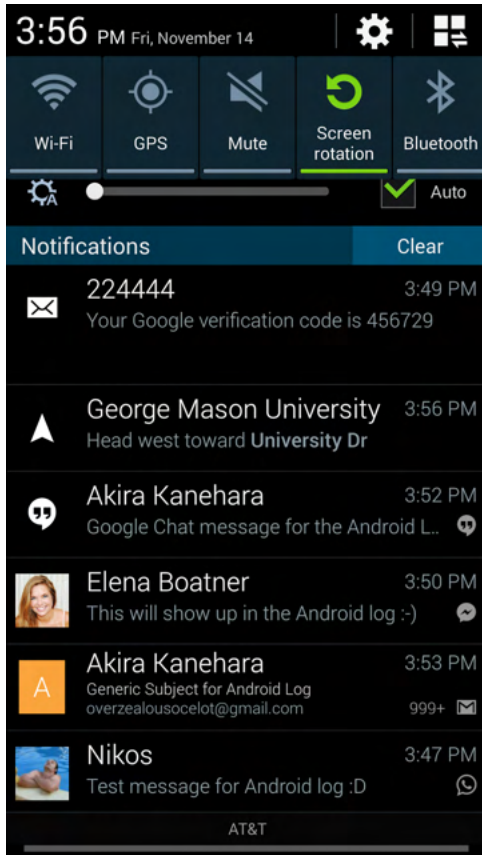 3:56 PM Fri, November 14
Wi-Fi
GPS
Mute
Screen
rotation
Bluetooth
A
Auto
Notifications
Clear
224444
3:49 PM
Your Google verification code is 456729
George Mason University
3:56 PM
Head west toward University Dr
Akira Kanehara
3:52 PM
Google Chat message for the Android L..
Elena Boatner
3:50 PM
This will show up in the Android log :-)
A
Akira Kanehara
3:53 PM
Generic Subject for Android Log
overzealousocelot@gmail.com
999+
Nikos
3:47 PM
Test message for Android log :D
AT&T